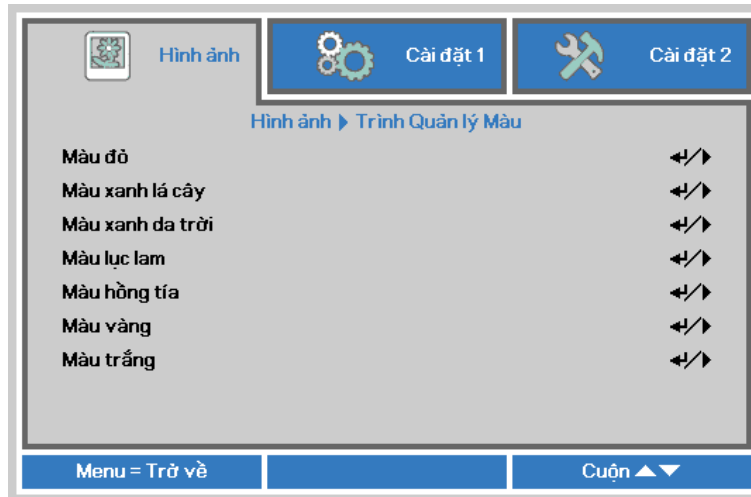 Hình ảnh
Cài đặt 1
Cài đặt 2
Hình ảnh Trình Quản lý Màu
Màu đỏ
Màu xanh lá cây
Màu xanh da trời
Màu lục lam
Màu hồng tía
Màu vàng
Màu trắng
Menu = Trở về
Cuộn